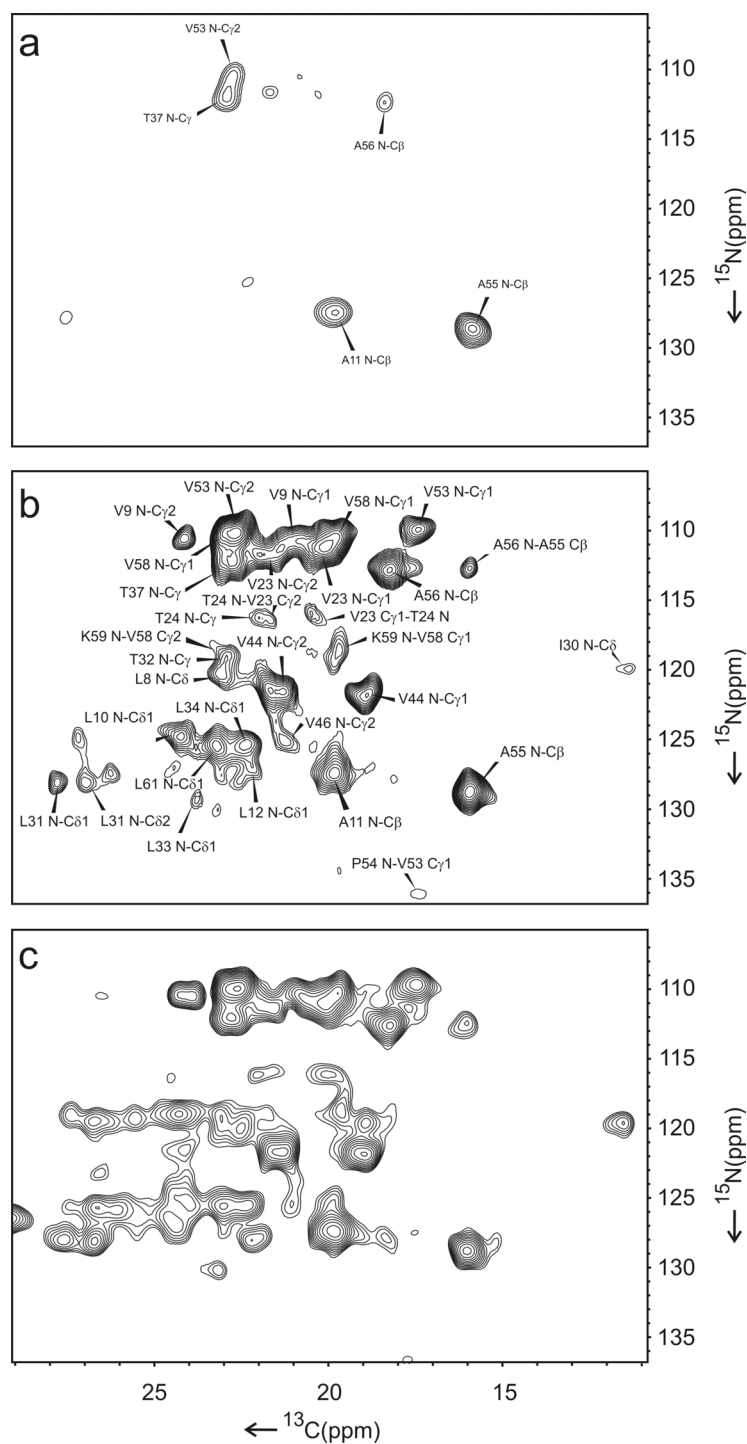 a
V53 N-Cγ2
T37 N-Cγ
A56 N-Cβ
A55 N-Cβ
A11 N-Cβ
110
115
120
125
130
135
15N(ppm)
b
V53 N-Cγ2
V9 N-Cγ1
V9 N-Cγ2
V58 N-Cγ1
V53 N-Cγ1
V58 N-Cγ1
A56 N-A55 Cβ
T37 N-Cγ
V23 N-Cγ2
A56 N-Cβ
T24 N-V23 Cγ2
V23 N-Cγ1
T24 N-Cγ
V23 Cγ1-T24 N
K59 N-V58 Cγ2
V44 N-Cγ2
K59 N-V58 Cγ1
T32 N-Cγ
I30 N-Cδ
L8 N-Cδ
V44 N-Cγ1
L10 N-Cδ1
L34 N-Cδ1
V46 N-Cγ2
A55 N-Cβ
L61 N-Cδ1
L31 N-Cδ1
L31 N-Cδ2
L12 N-Cδ1
A11 N-Cβ
L33 N-Cδ1
P54 N-V53 Cγ1
110
115
120
125
130
135
15N(ppm)
c
110
115
120
125
130
135
15N(ppm)
25
20
15
13C(ppm)